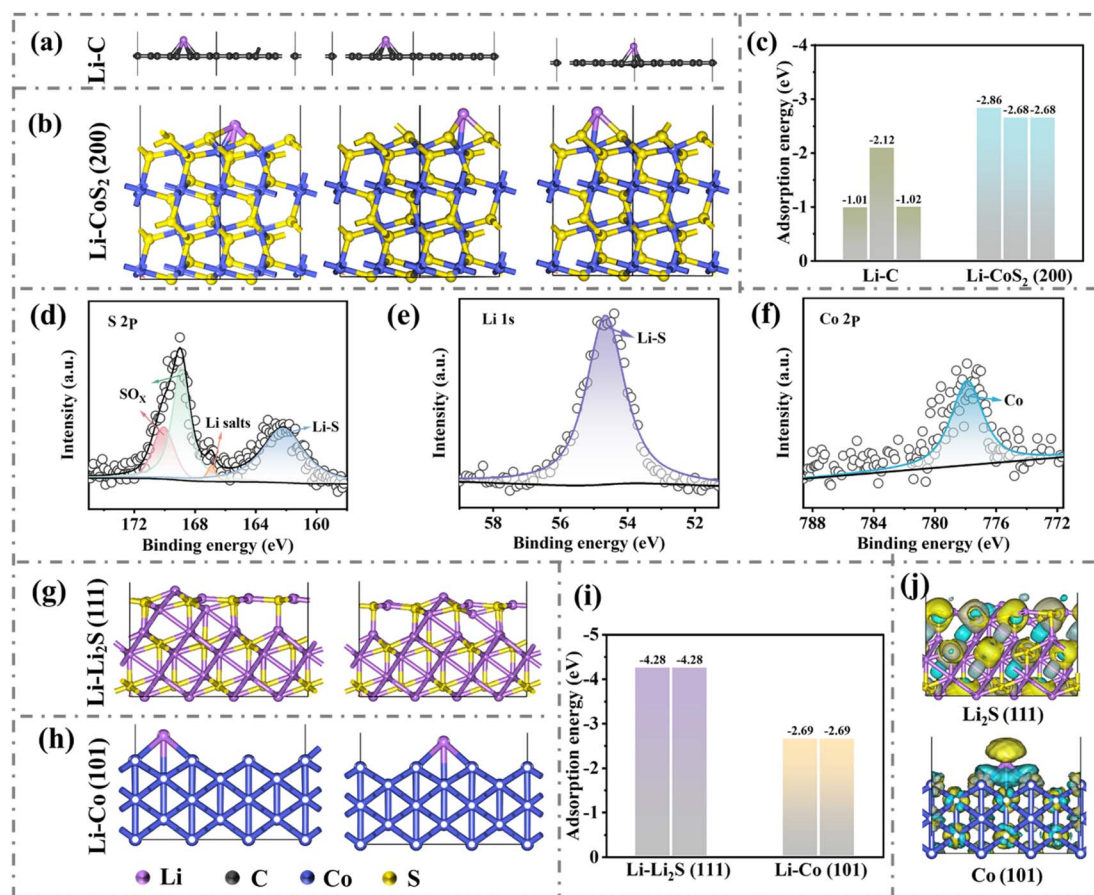 (a)
Li-C
(b)
Li-CoS₂ (200)
(c)
Adsorption energy (eV)
-4
-3
-2
-1
0
-1.01
-2.12
-1.02
-2.86
-2.68
-2.68
Li-C
Li-CoS₂ (200)
(d)
S 2p
Intensity (a.u.)
SOₓ
Li salts
Li-S
172 168 164 160
Binding energy (eV)
(e)
Li 1s
Intensity (a.u.)
Li-S
58 56 54 52
Binding energy (eV)
(f)
Co 2p
Intensity (a.u.)
Co
788 784 780 776 772
Binding energy (eV)
(g)
Li-Li₂S (111)
(h)
Li-Co (101)
Li C Co S
(i)
Adsorption energy (eV)
-5
-4
-3
-2
-1
0
-4.28 -4.28
-2.69 -2.69
Li-Li₂S (111)
Li-Co (101)
(j)
Li₂S (111)
Co (101)